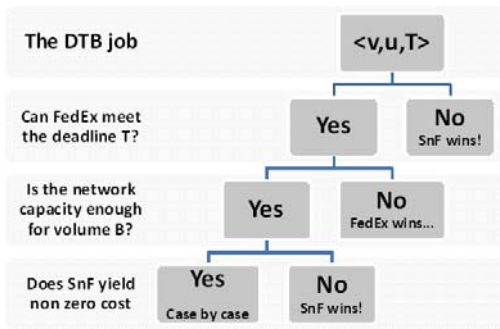 The DTB job
<v,u,T>
Can FedEx meet
the deadline T?
Yes
No
SnF wins!
Is the network
capacity enough
for volume B?
Yes
No
FedEx wins...
Does SnF yield
non zero cost
Yes
Case by case
No
SnF wins!